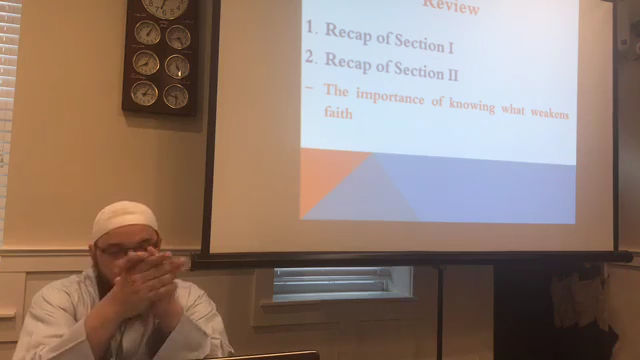 Review
1. Recap of Section I
2. Recap of Section II
– The importance of knowing what weakens
faith